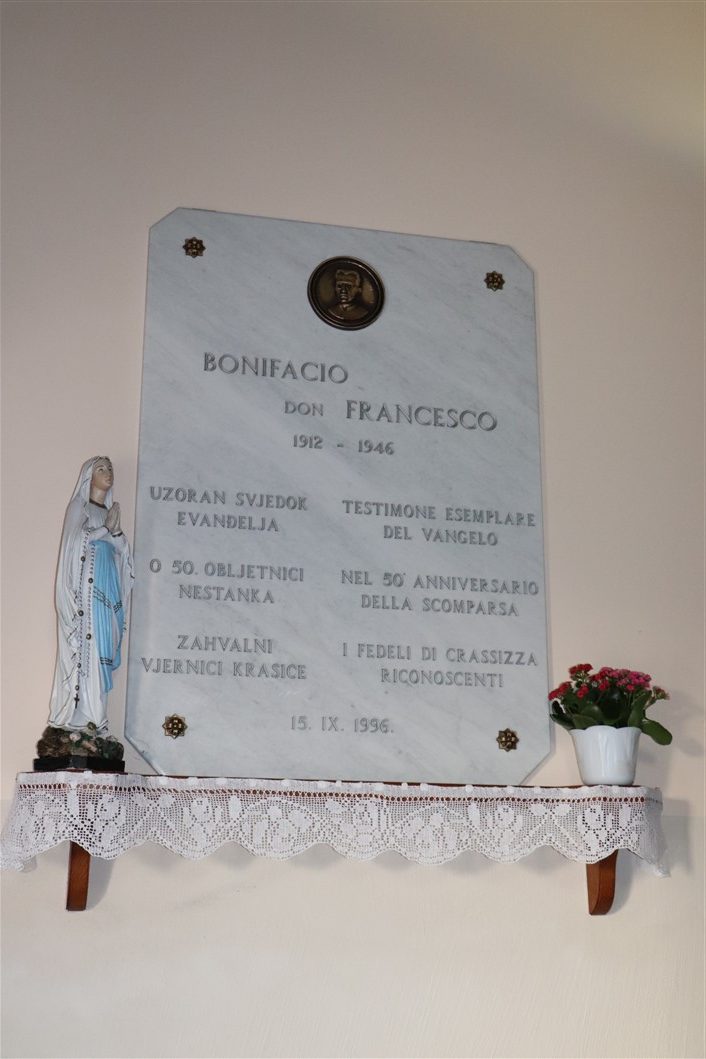 BONIFACIO
DON FRANCESCO
1912 - 1946
UZORAN SVJEDOK
EVANĐELJA
O 50. OBLJETNICI
NESTANKA
ZAHVALNI
VJERNICI KRASICE
TESTIMONE ESEMPLARE
DEL VANGELO
NEL 50° ANNIVERSARIO
DELLA SCOMPARSA
I FEDELI DI CRASSIZZA
RICONOSCENTI
15. IX. 1996.